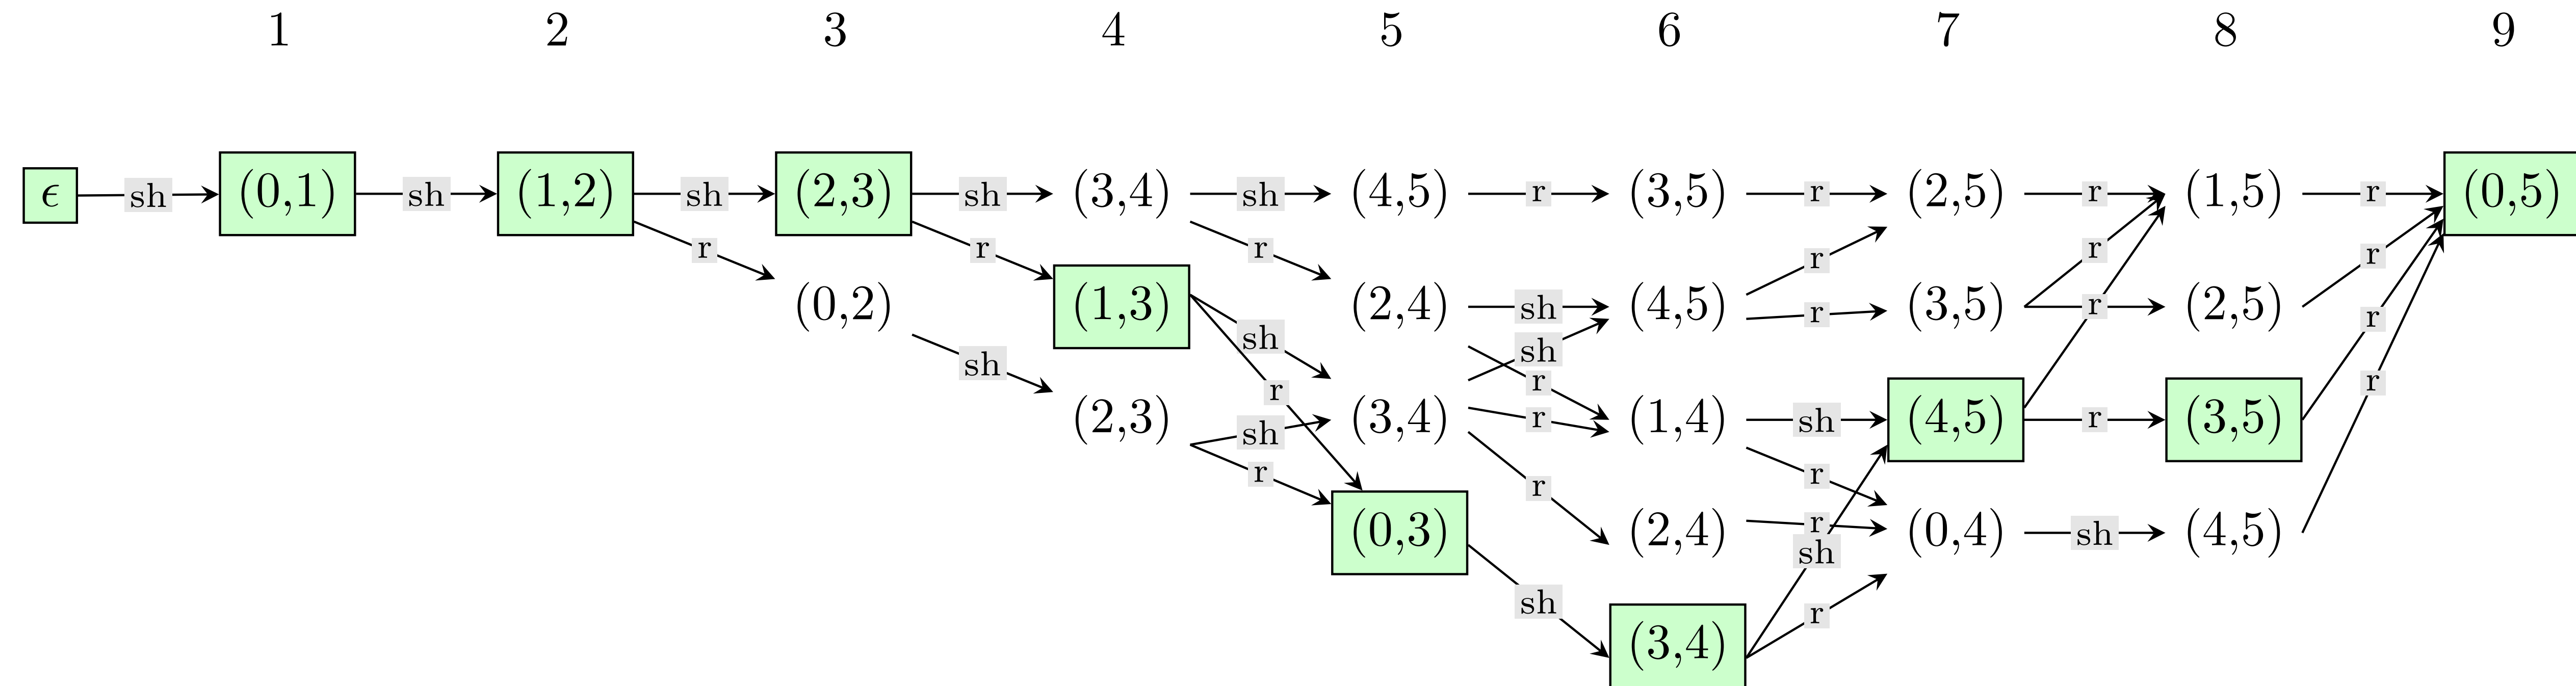 1 2 3 4 5 6 7 8 9
ϵ sh (0,1) sh (1,2) sh (2,3) sh (3,4) sh (4,5) r (3,5) r (2,5) r (1,5) r (0,5)
r r r r r r
(0,2) (1,3) (2,4) sh (4,5) r (3,5) r (2,5)
sh sh sh r r
r r r
(2,3) sh (3,4) r (1,4) sh (4,5) r (3,5)
r r r
(0,3) (2,4) r (0,4) sh (4,5)
sh
sh r
(3,4)